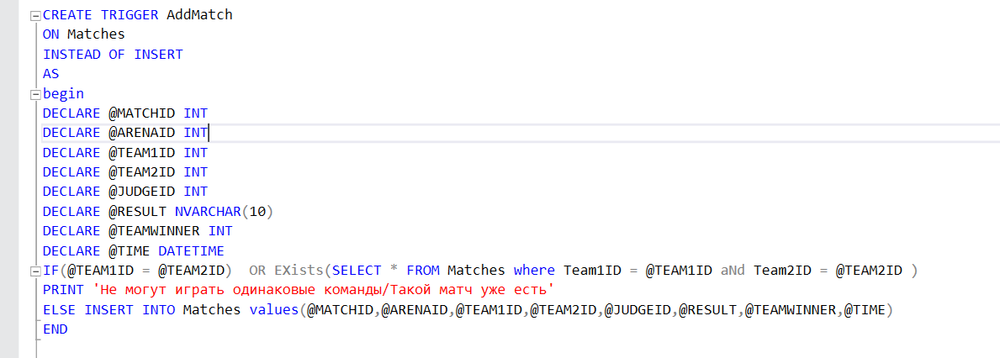 CREATE TRIGGER AddMatch
ON Matches
INSTEAD OF INSERT
AS
begin
DECLARE @MATCHID INT
DECLARE @ARENAID INT
DECLARE @TEAM1ID INT
DECLARE @TEAM2ID INT
DECLARE @JUDGEID INT
DECLARE @RESULT NVARCHAR(10)
DECLARE @TEAMWINNER INT
DECLARE @TIME DATETIME
IF(@TEAM1ID = @TEAM2ID)  OR EXists(SELECT * FROM Matches where Team1ID = @TEAM1ID aNd Team2ID = @TEAM2ID )
PRINT 'Не могут играть одинаковые команды/Такой матч уже есть'
ELSE INSERT INTO Matches values(@MATCHID,@ARENAID,@TEAM1ID,@TEAM2ID,@JUDGEID,@RESULT,@TEAMWINNER,@TIME)
END